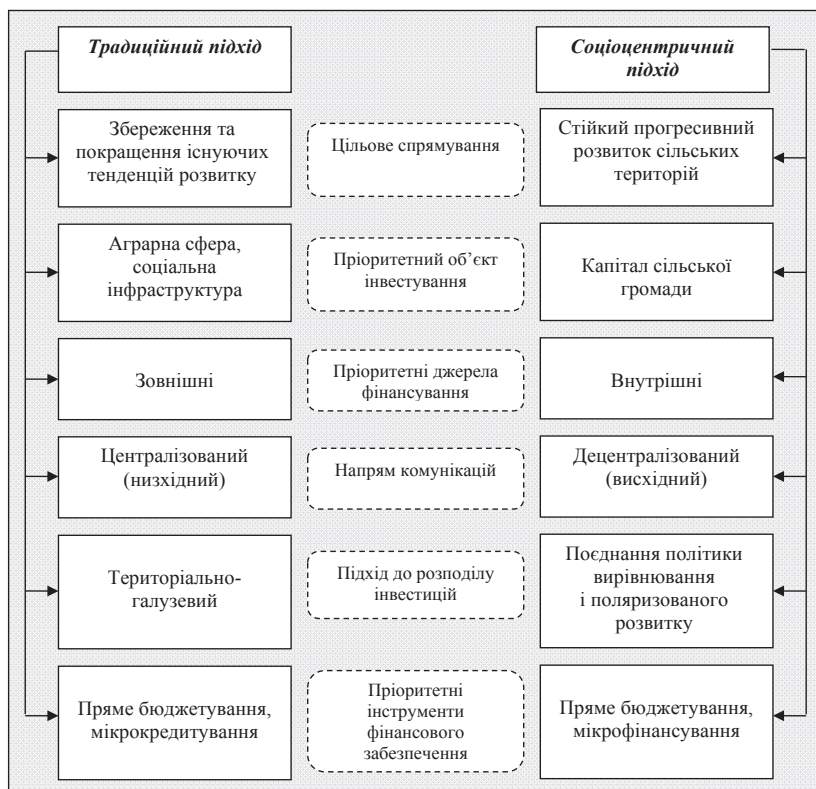 Традиційний підхід
Соціоцентричний
підхід
Збереження та
покращення існуючих
тенденцій розвитку
Цільове спрямування
Стійкий прогресивний
розвиток сільських
територій
Аграрна сфера,
соціальна
інфраструктура
Пріоритетний об’єкт
інвестування
Капітал сільської
громади
Зовнішні
Пріоритетні джерела
фінансування
Внутрішні
Централізований
(низхідний)
Напрям комунікацій
Децентралізований
(висхідний)
Територіально-
галузевий
Підхід до розподілу
інвестицій
Поєднання політики
вирівнювання
і поляризованого
розвитку
Пряме бюджетування,
мікрокредитування
Пріоритетні
інструменти
фінансового
забезпечення
Пряме бюджетування,
мікрофінансування